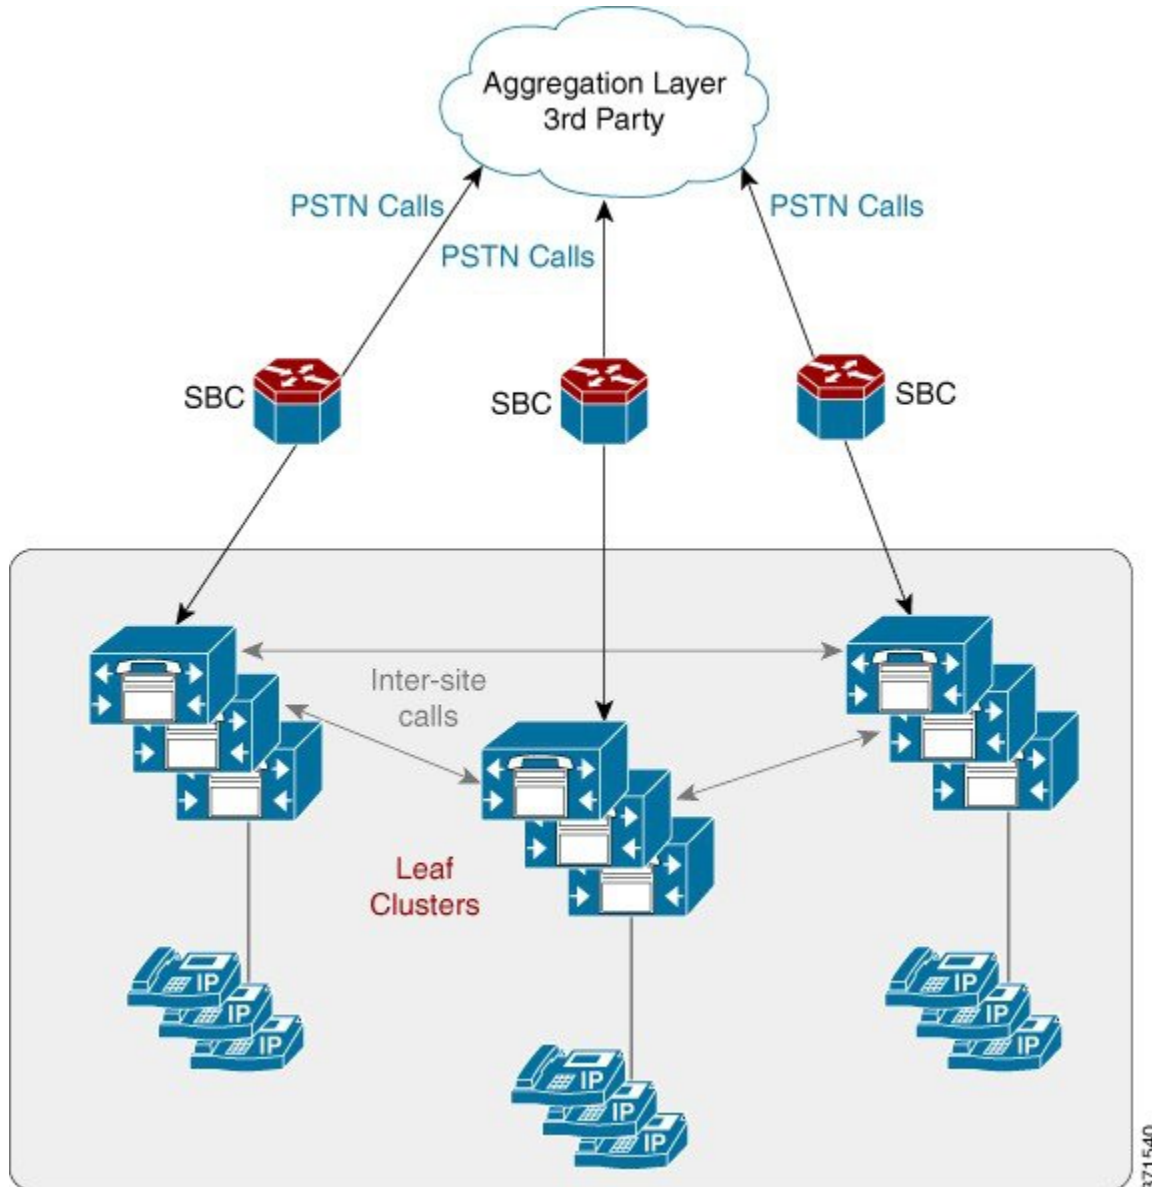 Aggregation Layer
3rd Party
PSTN Calls
PSTN Calls
PSTN Calls
SBC
SBC
SBC
Inter-site
calls
Leaf
Clusters
IP
IP
IP
IP
IP
IP
IP
IP
IP
371540